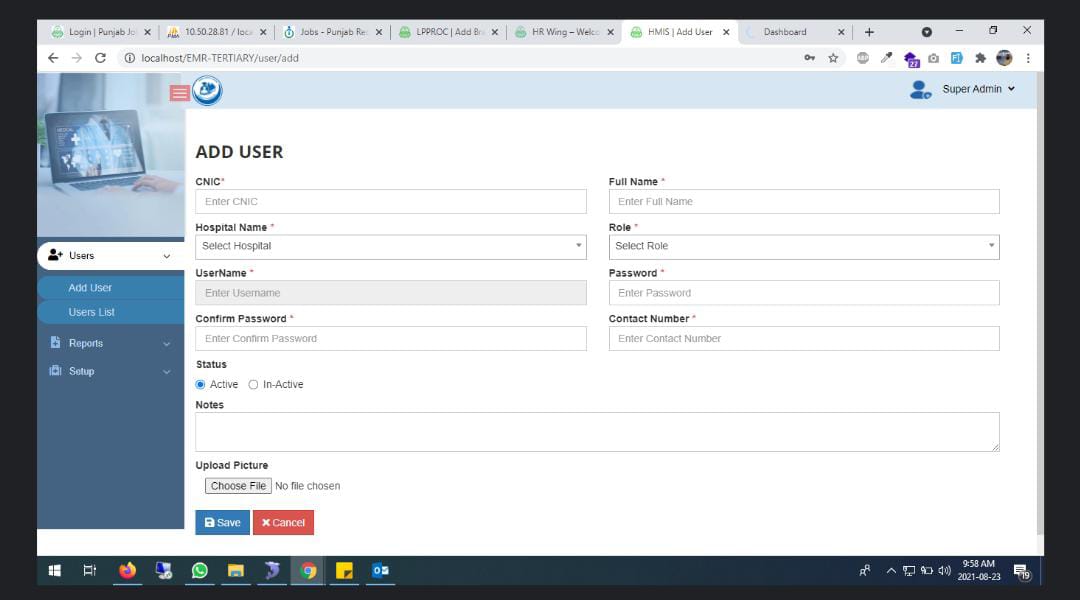 Login | Punjab Jo
10.50.28.81 / loca
Jobs - Punjab Re
LPPROC | Add Br
HR Wing – Welco
HMIS | Add User
Dashboard
localhost/EMR-TERTIARY/user/add
27
Super Admin
MEDICAL
ADD USER
CNIC*
Full Name *
Enter CNIC
Enter Full Name
Hospital Name *
Role *
Select Hospital
Select Role
Users
UserName *
Password *
Add User
Enter Username
Enter Password
Users List
Confirm Password *
Contact Number *
Reports
Enter Confirm Password
Enter Contact Number
Setup
Status
Active
In-Active
Notes
Upload Picture
Choose File No file chosen
Save
Cancel
9:58 AM
2021-08-23
19